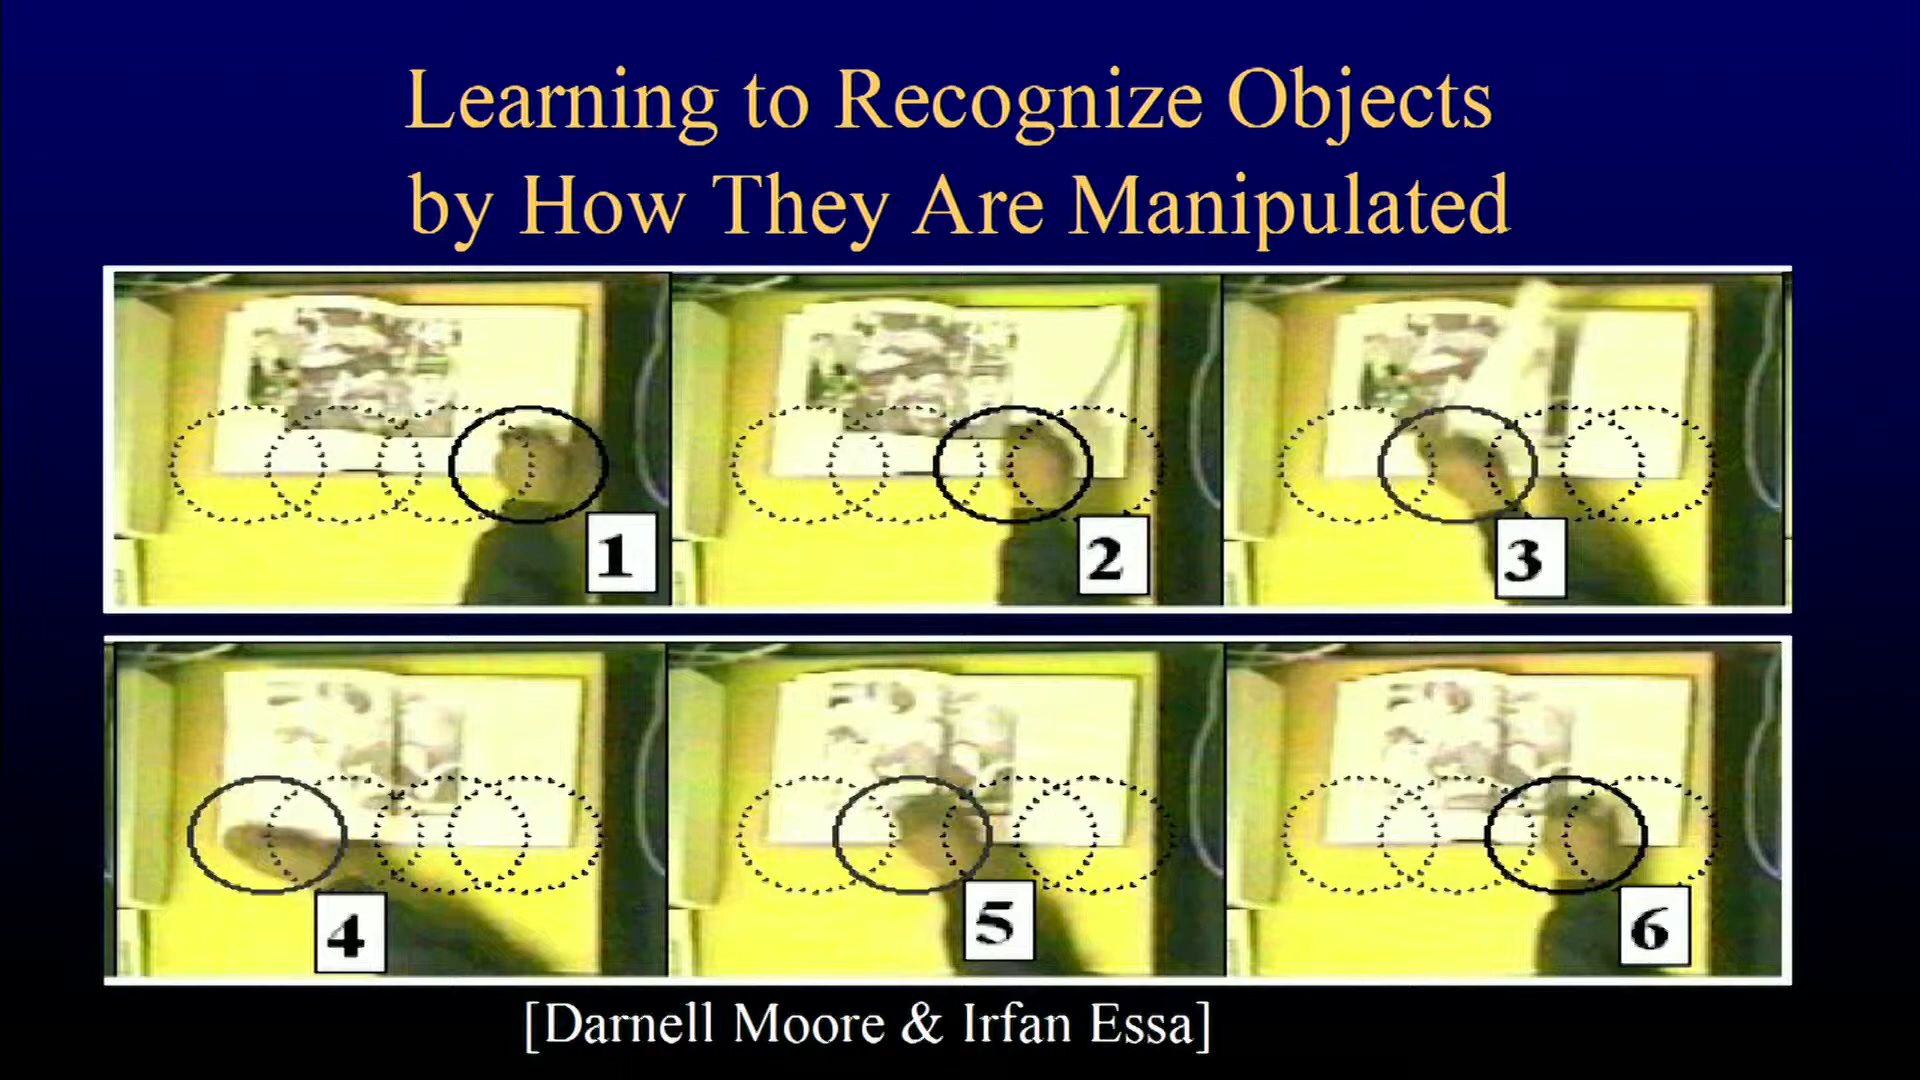 Learning to Recognize Objects
by How They Are Manipulated
1
2
3
4
5
6
[Darnell Moore & Irfan Essa]